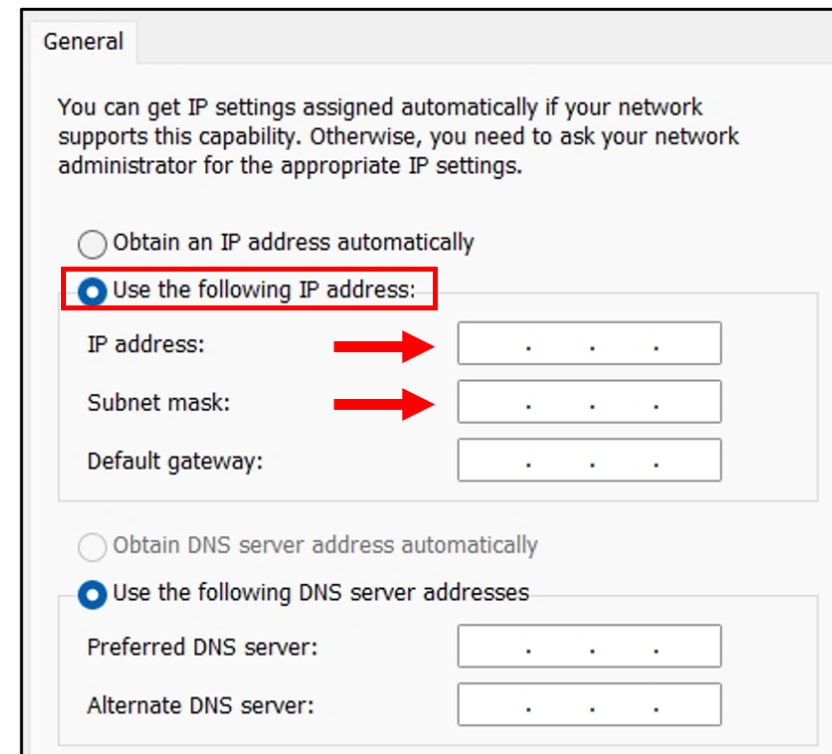 General
You can get IP settings assigned automatically if your network
supports this capability. Otherwise, you need to ask your network
administrator for the appropriate IP settings.
Obtain an IP address automatically
Use the following IP address:
IP address:
Subnet mask:
Default gateway:
Obtain DNS server address automatically
Use the following DNS server addresses
Preferred DNS server:
Alternate DNS server: